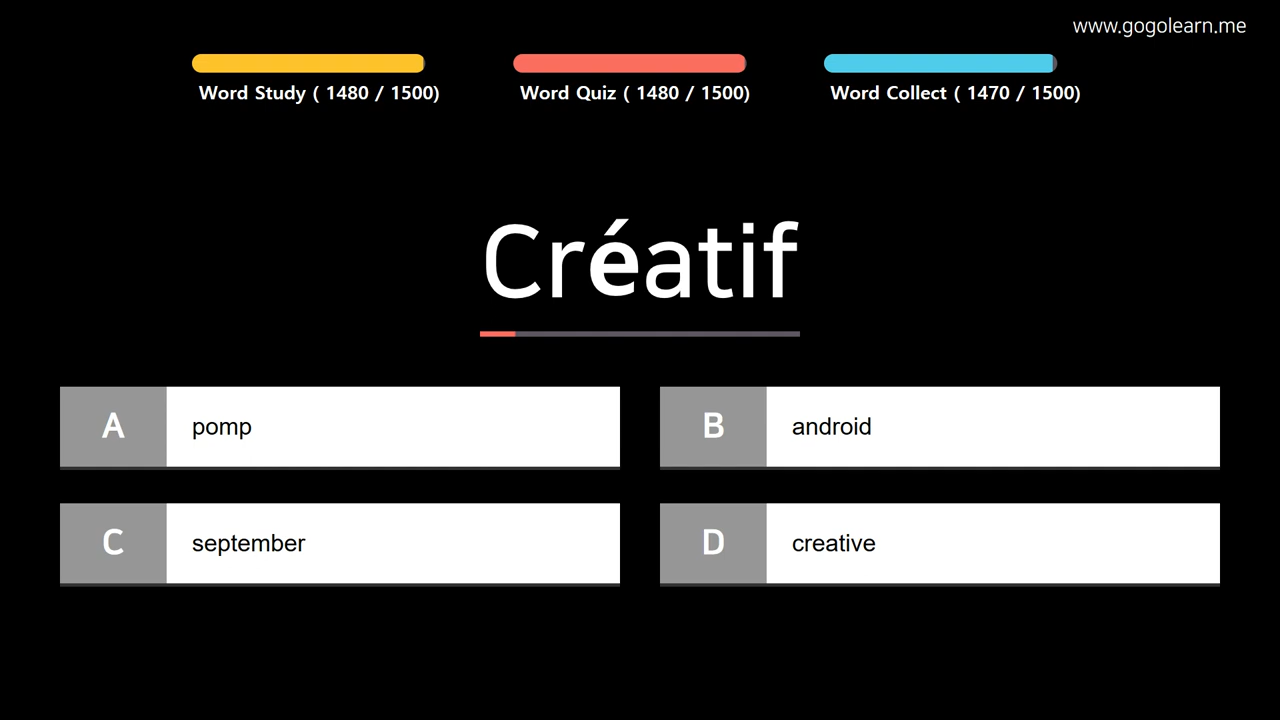 www.gogolearn.me
Word Study ( 1480 / 1500)
Word Quiz ( 1480 / 1500)
Word Collect ( 1470 / 1500)
Créatif
A pomp
B android
C september
D creative